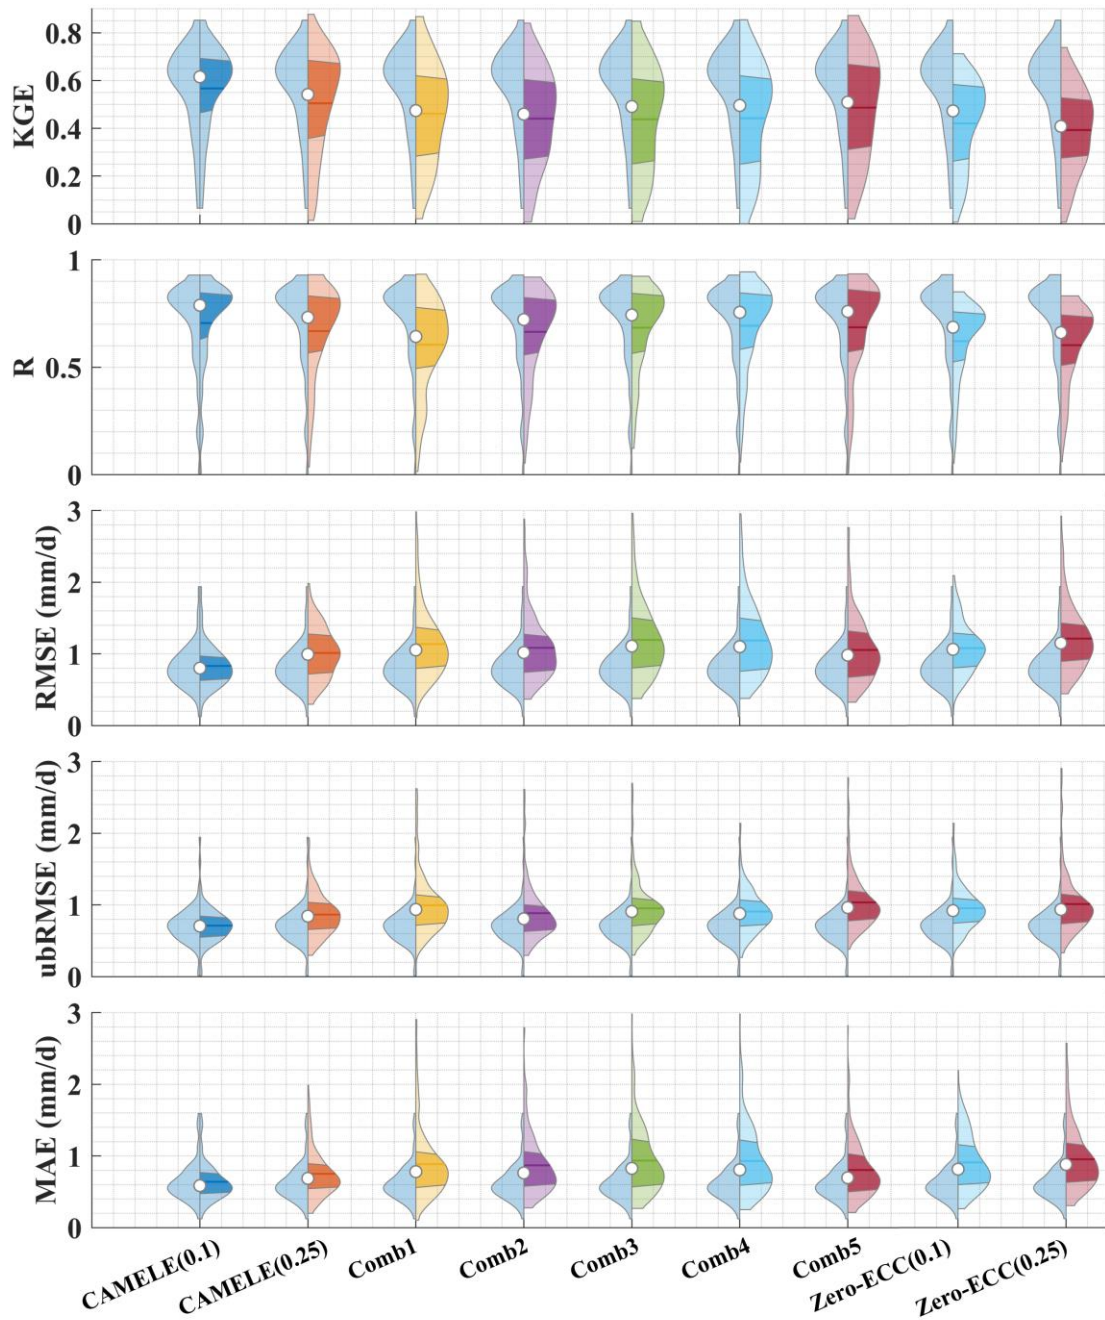 KGE
0.8
0.6
0.4
0.2
0
R
1
0.5
0
RMSE (mm/d)
3
2
1
0
ubRMSE (mm/d)
3
2
1
0
MAE (mm/d)
3
2
1
0
CAMELE(0.1)
CAMELE(0.25)
Comb1
Comb2
Comb3
Comb4
Comb5
Zero-ECC(0.1)
Zero-ECC(0.25)